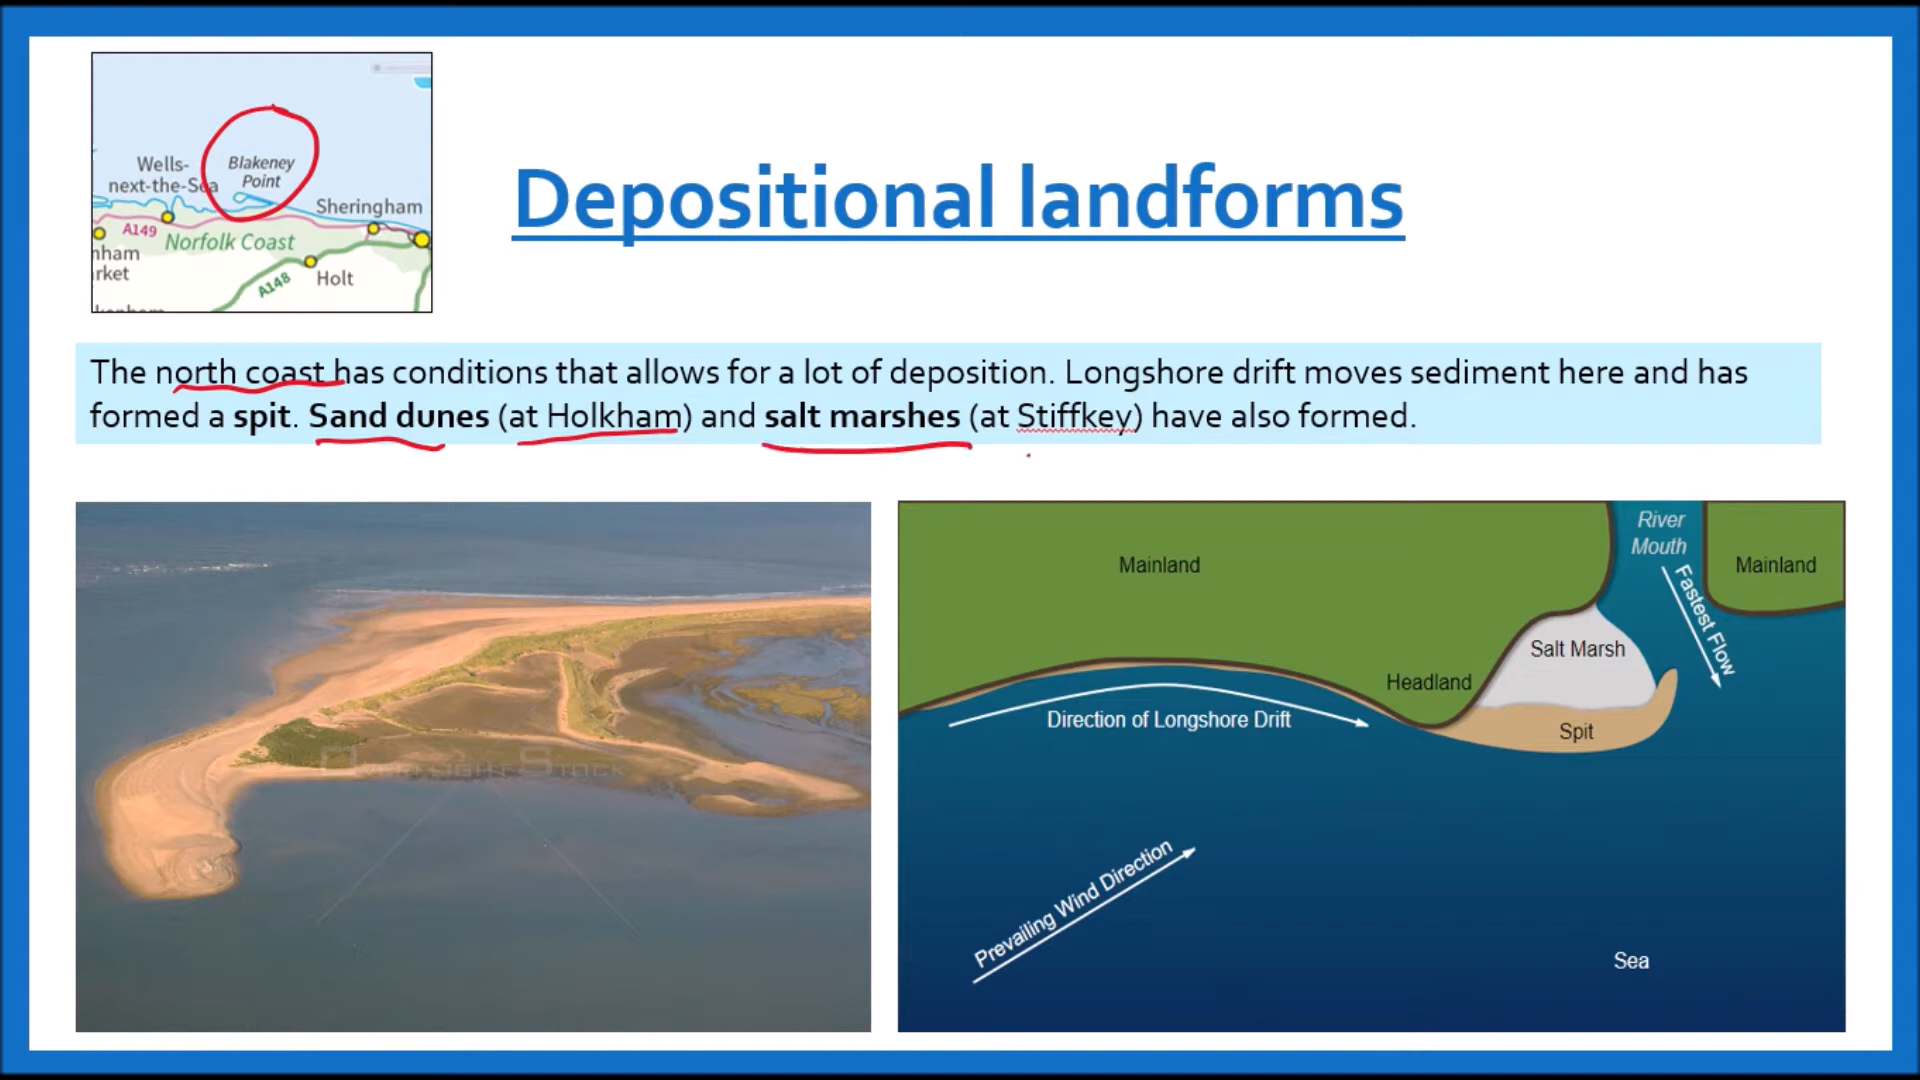 Wells-
next-the-Sea
Blakeney
Point
Sheringham
A149
Norfolk Coast
Holt
A148
Depositional landforms
The north coast has conditions that allows for a lot of deposition. Longshore drift moves sediment here and has
formed a spit. Sand dunes (at Holkham) and salt marshes (at Stiffkey) have also formed.
River
Mouth
Mainland
Mainland
Fastest Flow
Salt Marsh
Headland
Direction of Longshore Drift
Spit
Prevailing Wind Direction
Sea